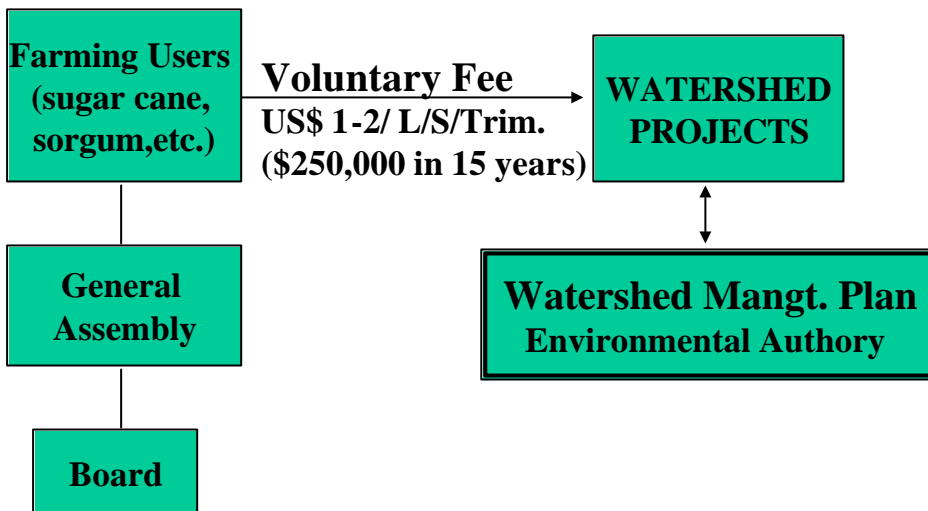 Farming Users
(sugar cane,
sorgum,etc.)
Voluntary Fee
US$ 1-2/ L/S/Trim.
($250,000 in 15 years)
WATERSHED
PROJECTS
General
Assembly
Watershed Mangt. Plan
Environmental Authory
Board